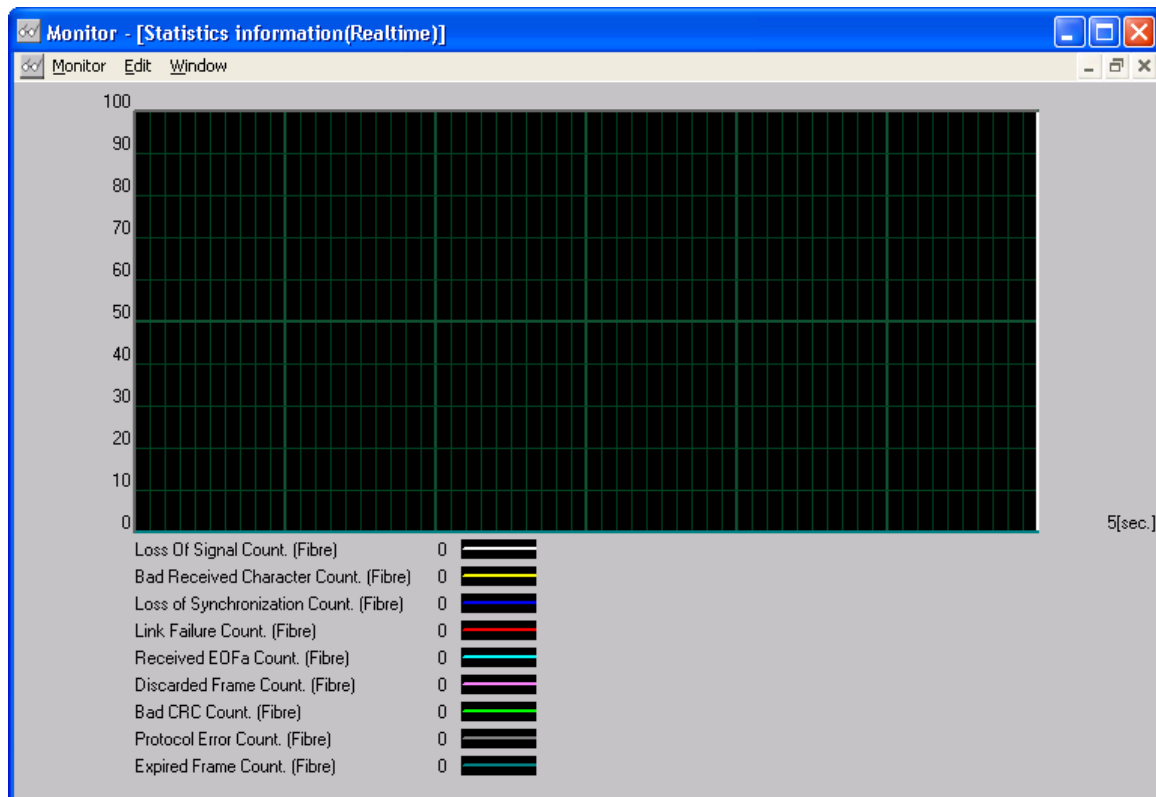 Monitor - [Statistics information(Realtime)]
Monitor Edit Window
100
90
80
70
60
50
40
30
20
10
0
5[sec.]
Loss Of Signal Count. (Fibre) 0
Bad Received Character Count. (Fibre) 0
Loss of Synchronization Count. (Fibre) 0
Link Failure Count. (Fibre) 0
Received EOFa Count. (Fibre) 0
Discarded Frame Count. (Fibre) 0
Bad CRC Count. (Fibre) 0
Protocol Error Count. (Fibre) 0
Expired Frame Count. (Fibre) 0